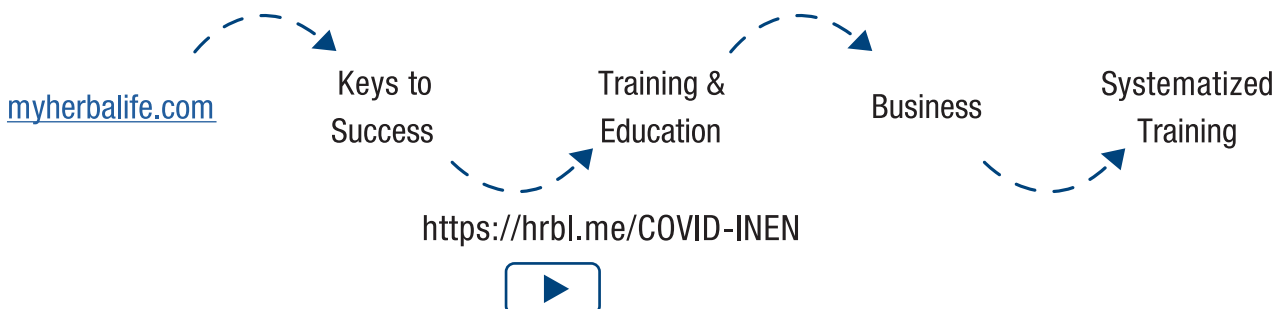 myherbalife.com
Keys to
Success
Training &
Education
Business
Systematized
Training
https://hrbl.me/COVID-INEN